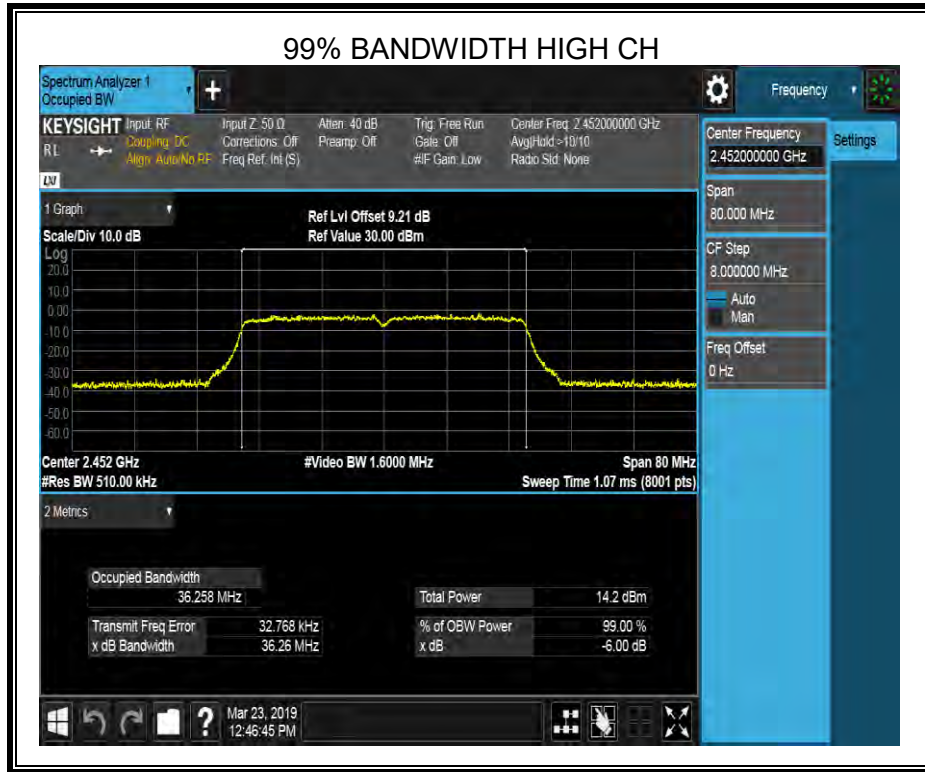 99% BANDWIDTH HIGH CH
Spectrum Analyzer 1
Occupied BW
+
Frequency
KEYSIGHT
RL
LXI
Input: RF
Coupling: DC
Align: Auto/No RF
Input Z: 50 Ω
Corrections: Off
Freq Ref: Int (S)
Atten: 40 dB
Preamp: Off
Trig: Free Run
Gate: Off
#IF Gain: Low
Center Freq: 2.452000000 GHz
Avg|Hold:>10/10
Radio Std: None
Center Frequency
2.452000000 GHz
Settings
Span
80.000 MHz
CF Step
8.000000 MHz
Auto
Man
Freq Offset
0 Hz
1 Graph
Scale/Div 10.0 dB
Ref Lvl Offset 9.21 dB
Ref Value 30.00 dBm
Log
20.0
10.0
0.00
-10.0
-20.0
-30.0
-40.0
-50.0
-60.0
Center 2.452 GHz
#Video BW 1.6000 MHz
Span 80 MHz
#Res BW 510.00 kHz
Sweep Time 1.07 ms (8001 pts)
2 Metrics
Occupied Bandwidth
36.258 MHz
Total Power 14.2 dBm
Transmit Freq Error 32.768 kHz
% of OBW Power 99.00 %
x dB Bandwidth 36.26 MHz
x dB -6.00 dB
?
Mar 23, 2019
12:46:45 PM